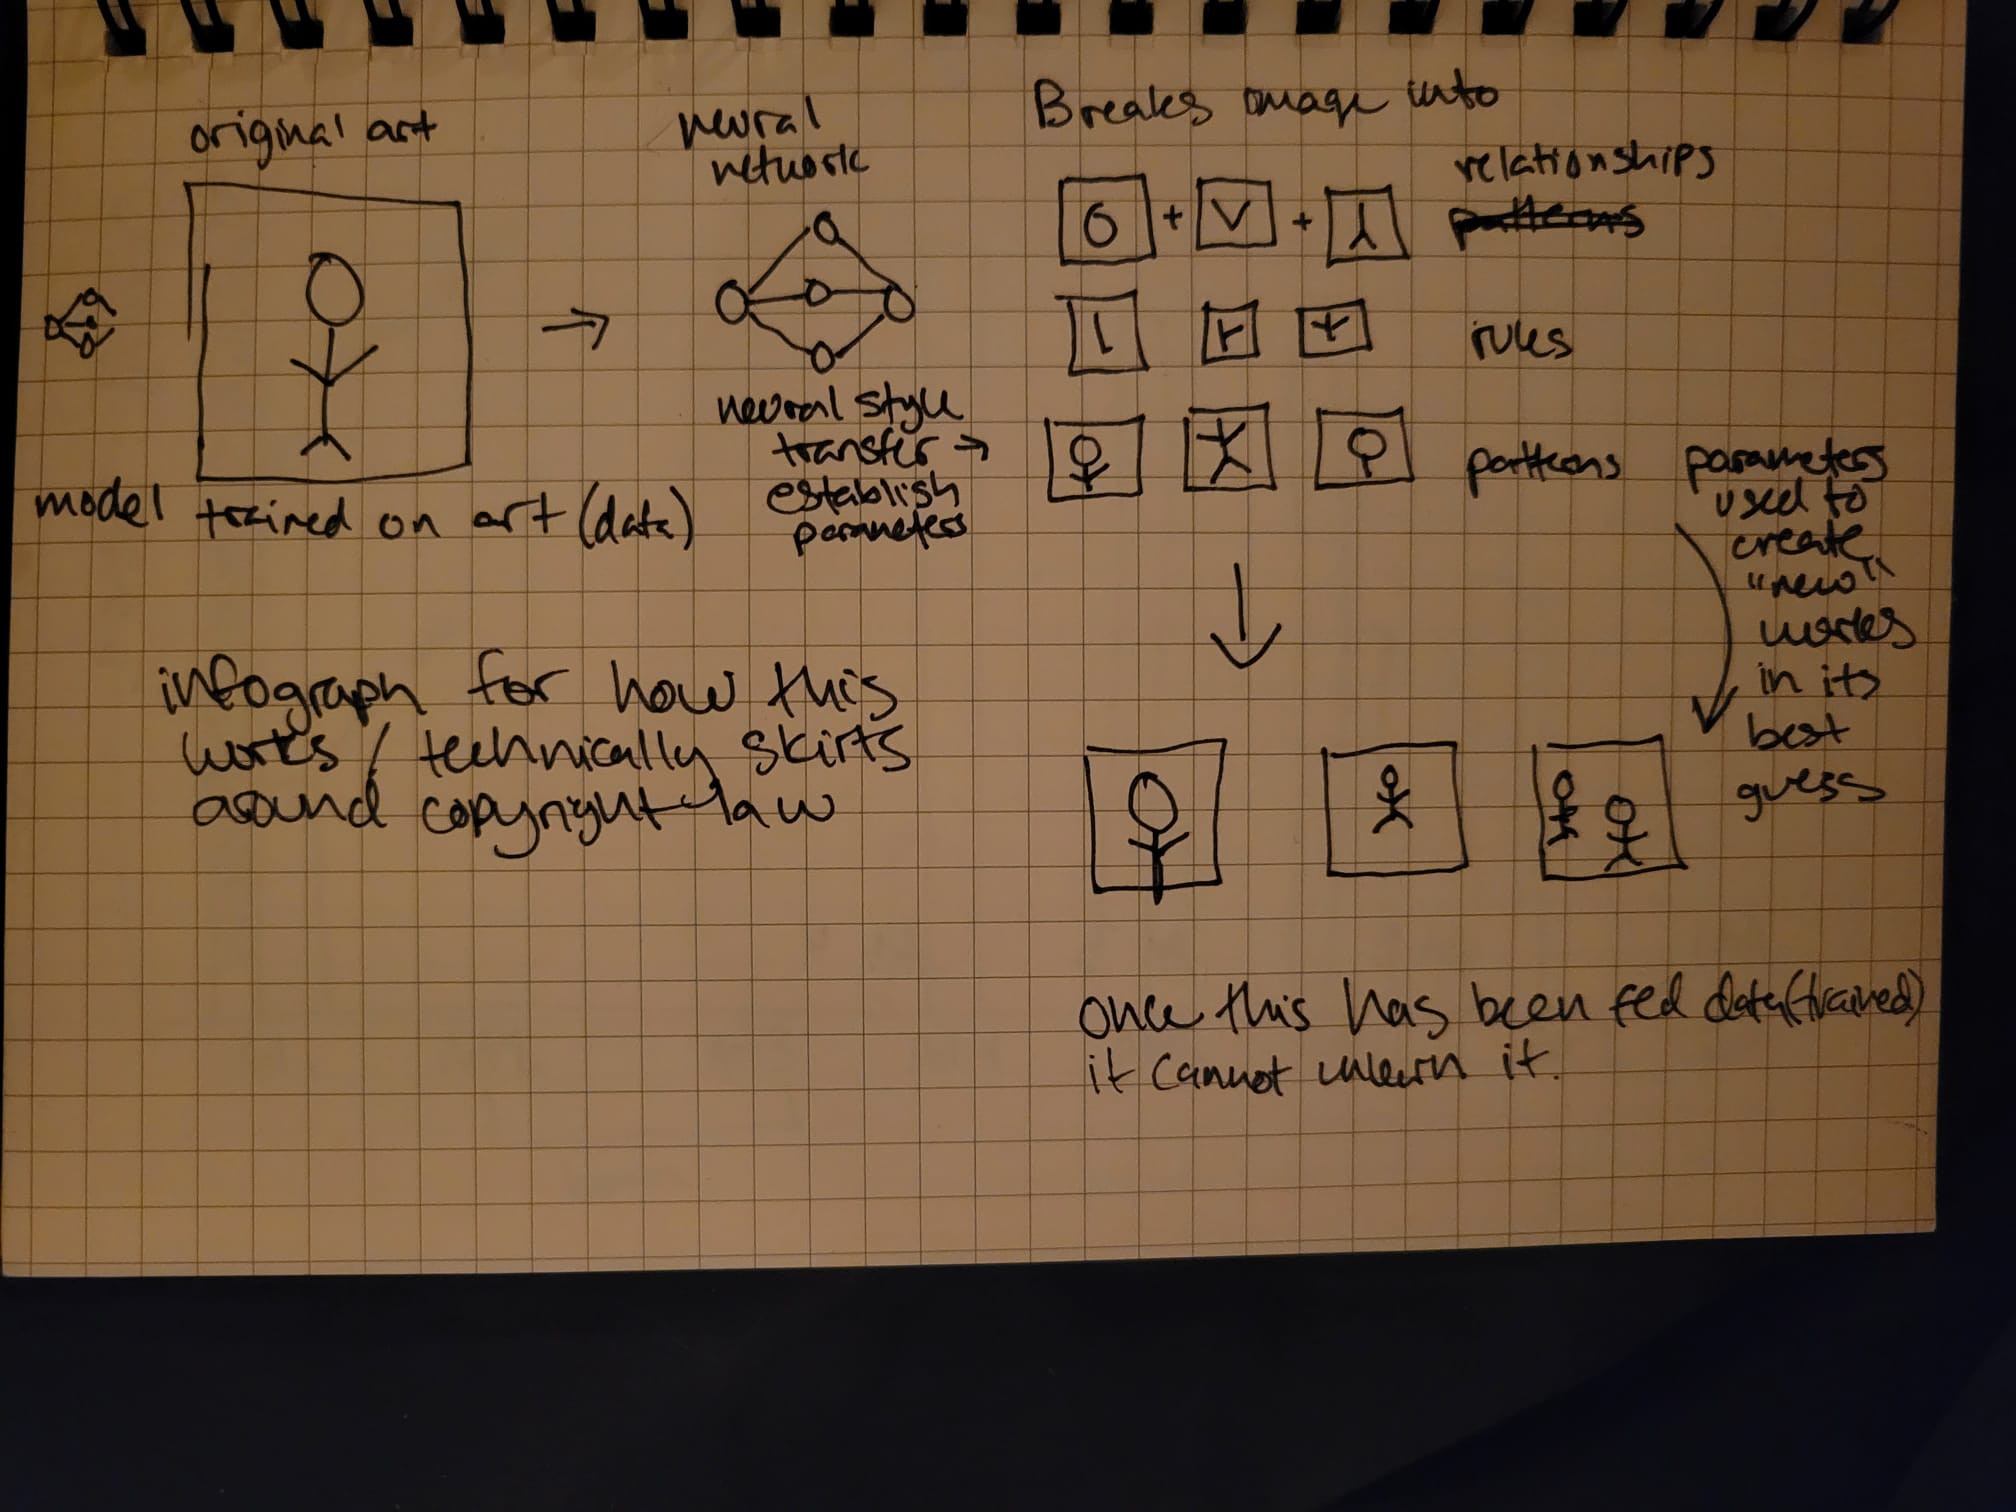 original art
model trained on art (data)
neural
network
neural style
transfer →
establish
parameters
Breaks image into
relationships
patterns
rules
patterns
parameters
used to
create
"new"
works
in its
best
guess
infograph for how this
works / technically skirts
around copyright law
once this has been fed data (trained)
it cannot unlearn it.